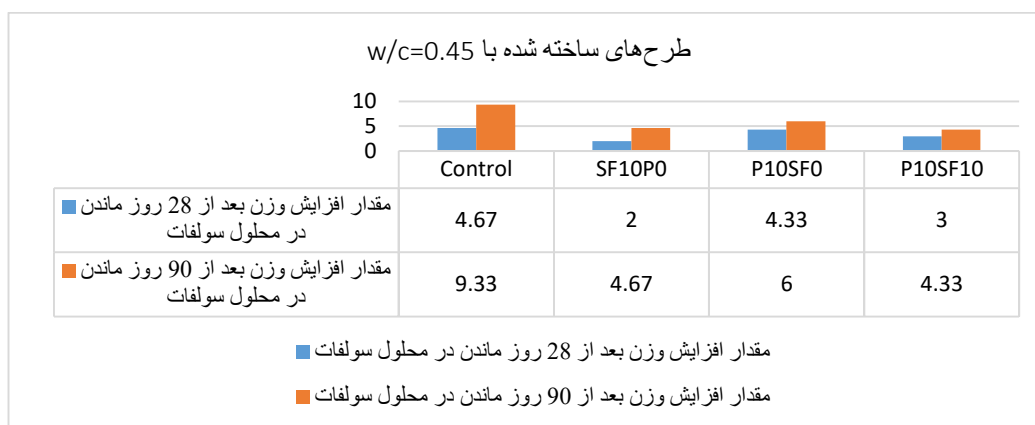 طرح‌های ساخته شده با w/c=0.45
10
5
0
Control SF10P0 P10SF0 P10SF10
مقدار افزایش وزن بعد از 28 روز ماندن
در محلول سولفات
4.67 2 4.33 3
مقدار افزایش وزن بعد از 90 روز ماندن
در محلول سولفات
9.33 4.67 6 4.33
مقدار افزایش وزن بعد از 28 روز ماندن در محلول سولفات
مقدار افزایش وزن بعد از 90 روز ماندن در محلول سولفات